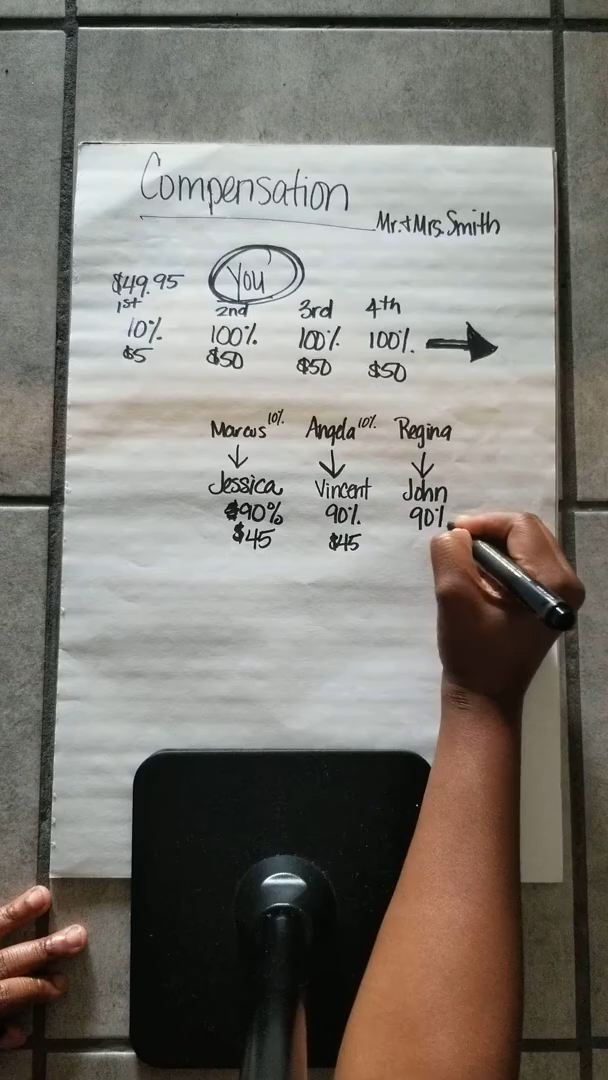 Compensation
Mr. + Mrs. Smith
$49.95 You
1st 2nd 3rd 4th
10% 100% 100% 100%
$5 $50 $50 $50
Marcus 10% Angela 10% Regina
Jessica Vincent John
$90% 90% 90%
$45 $45